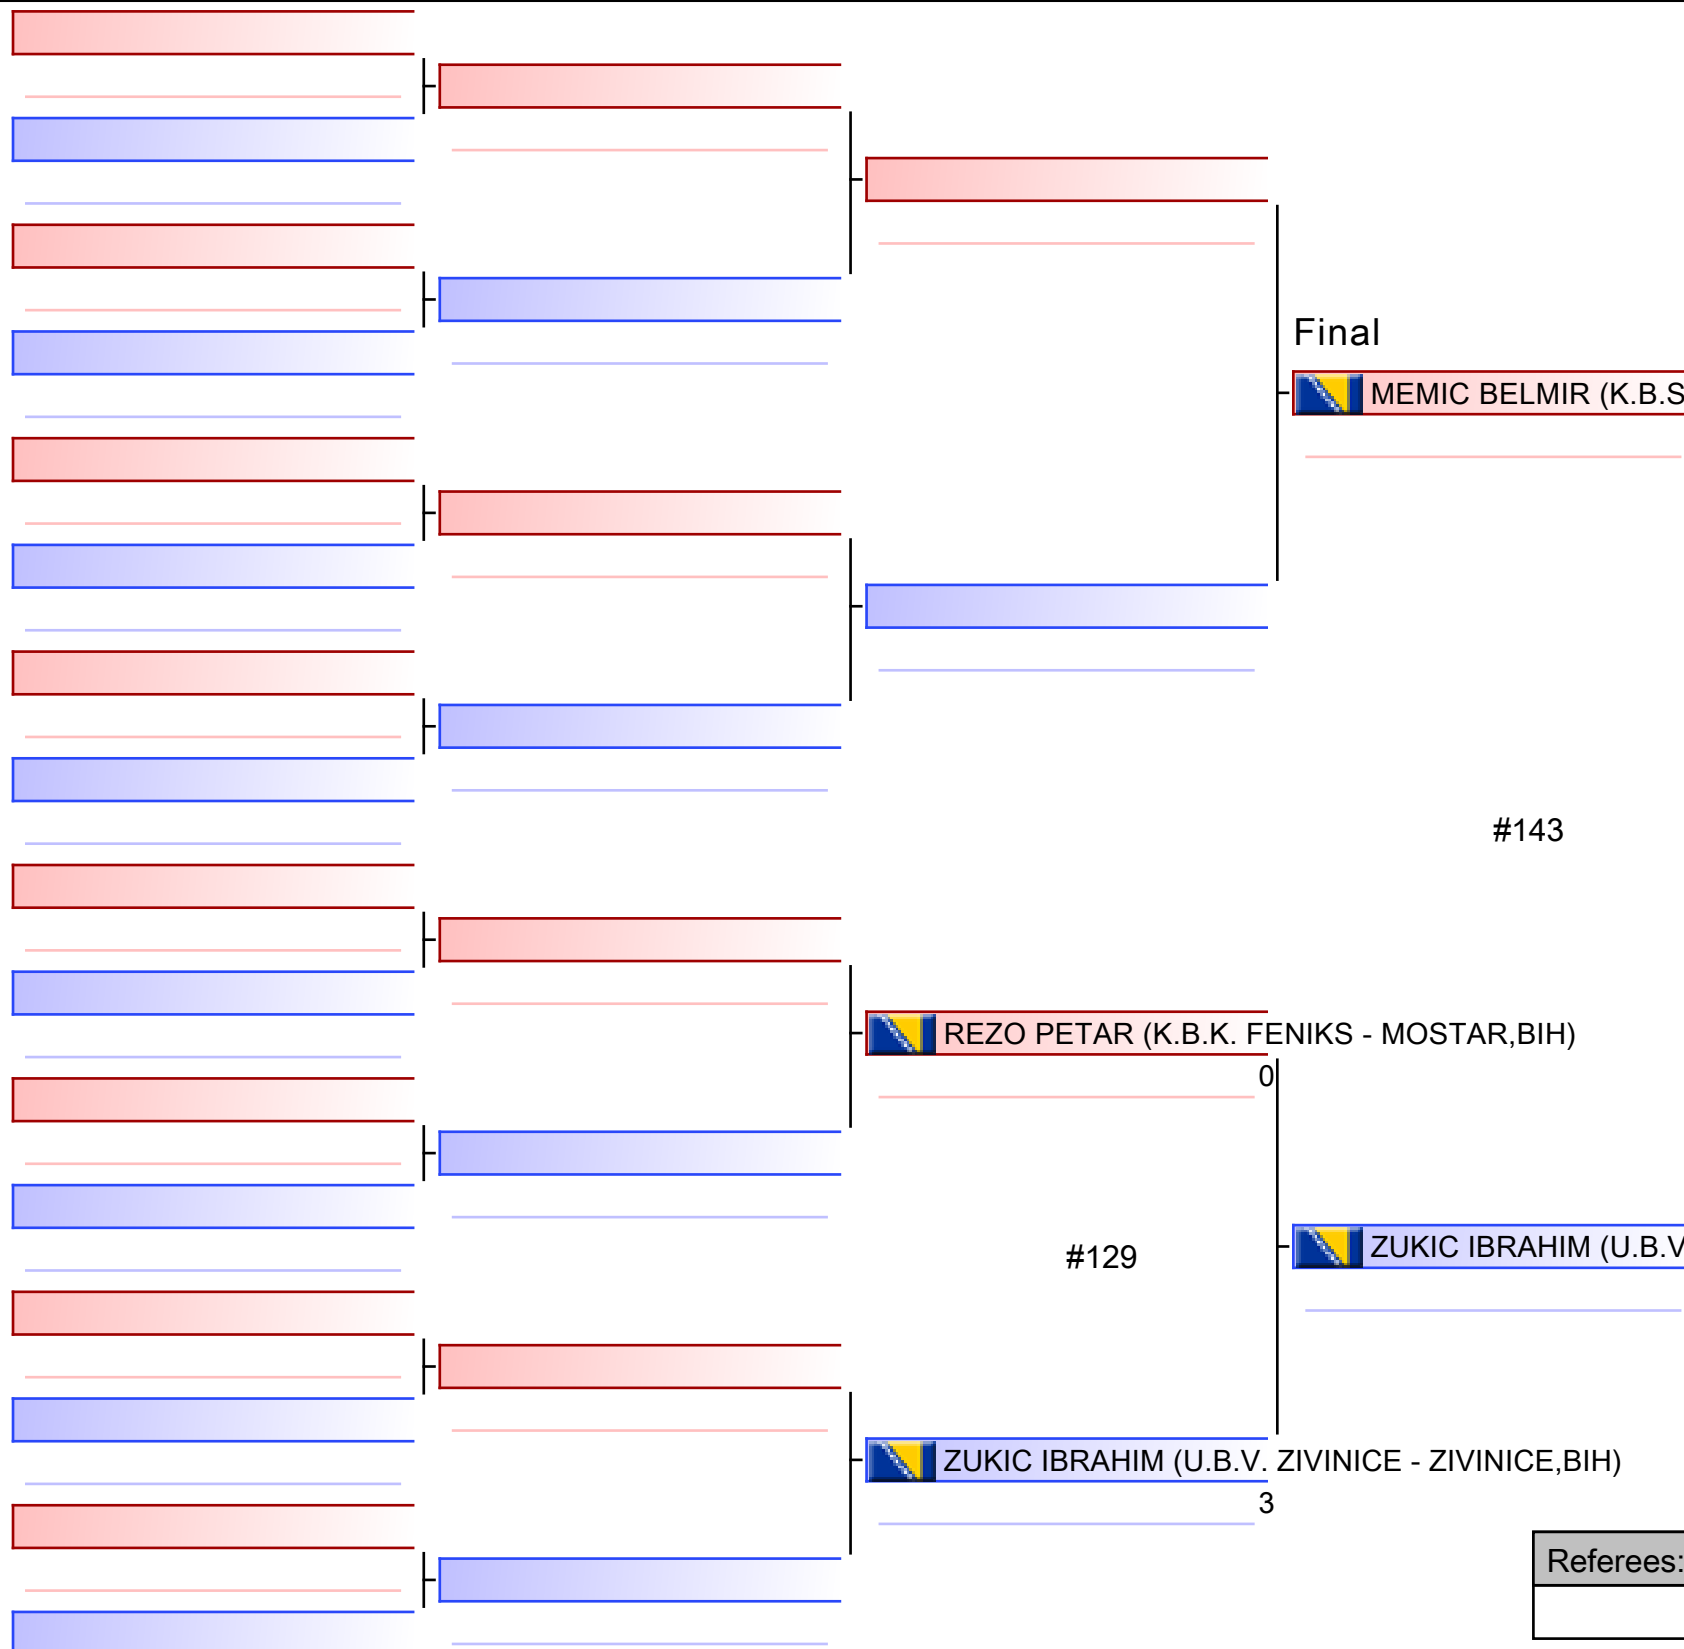 Final
MEMIC BELMIR (K.B.S
#143
REZO PETAR (K.B.K. FENIKS - MOSTAR,BIH)
0
#129
ZUKIC IBRAHIM (U.B.V
ZUKIC IBRAHIM (U.B.V. ZIVINICE - ZIVINICE,BIH)
3
Referees: